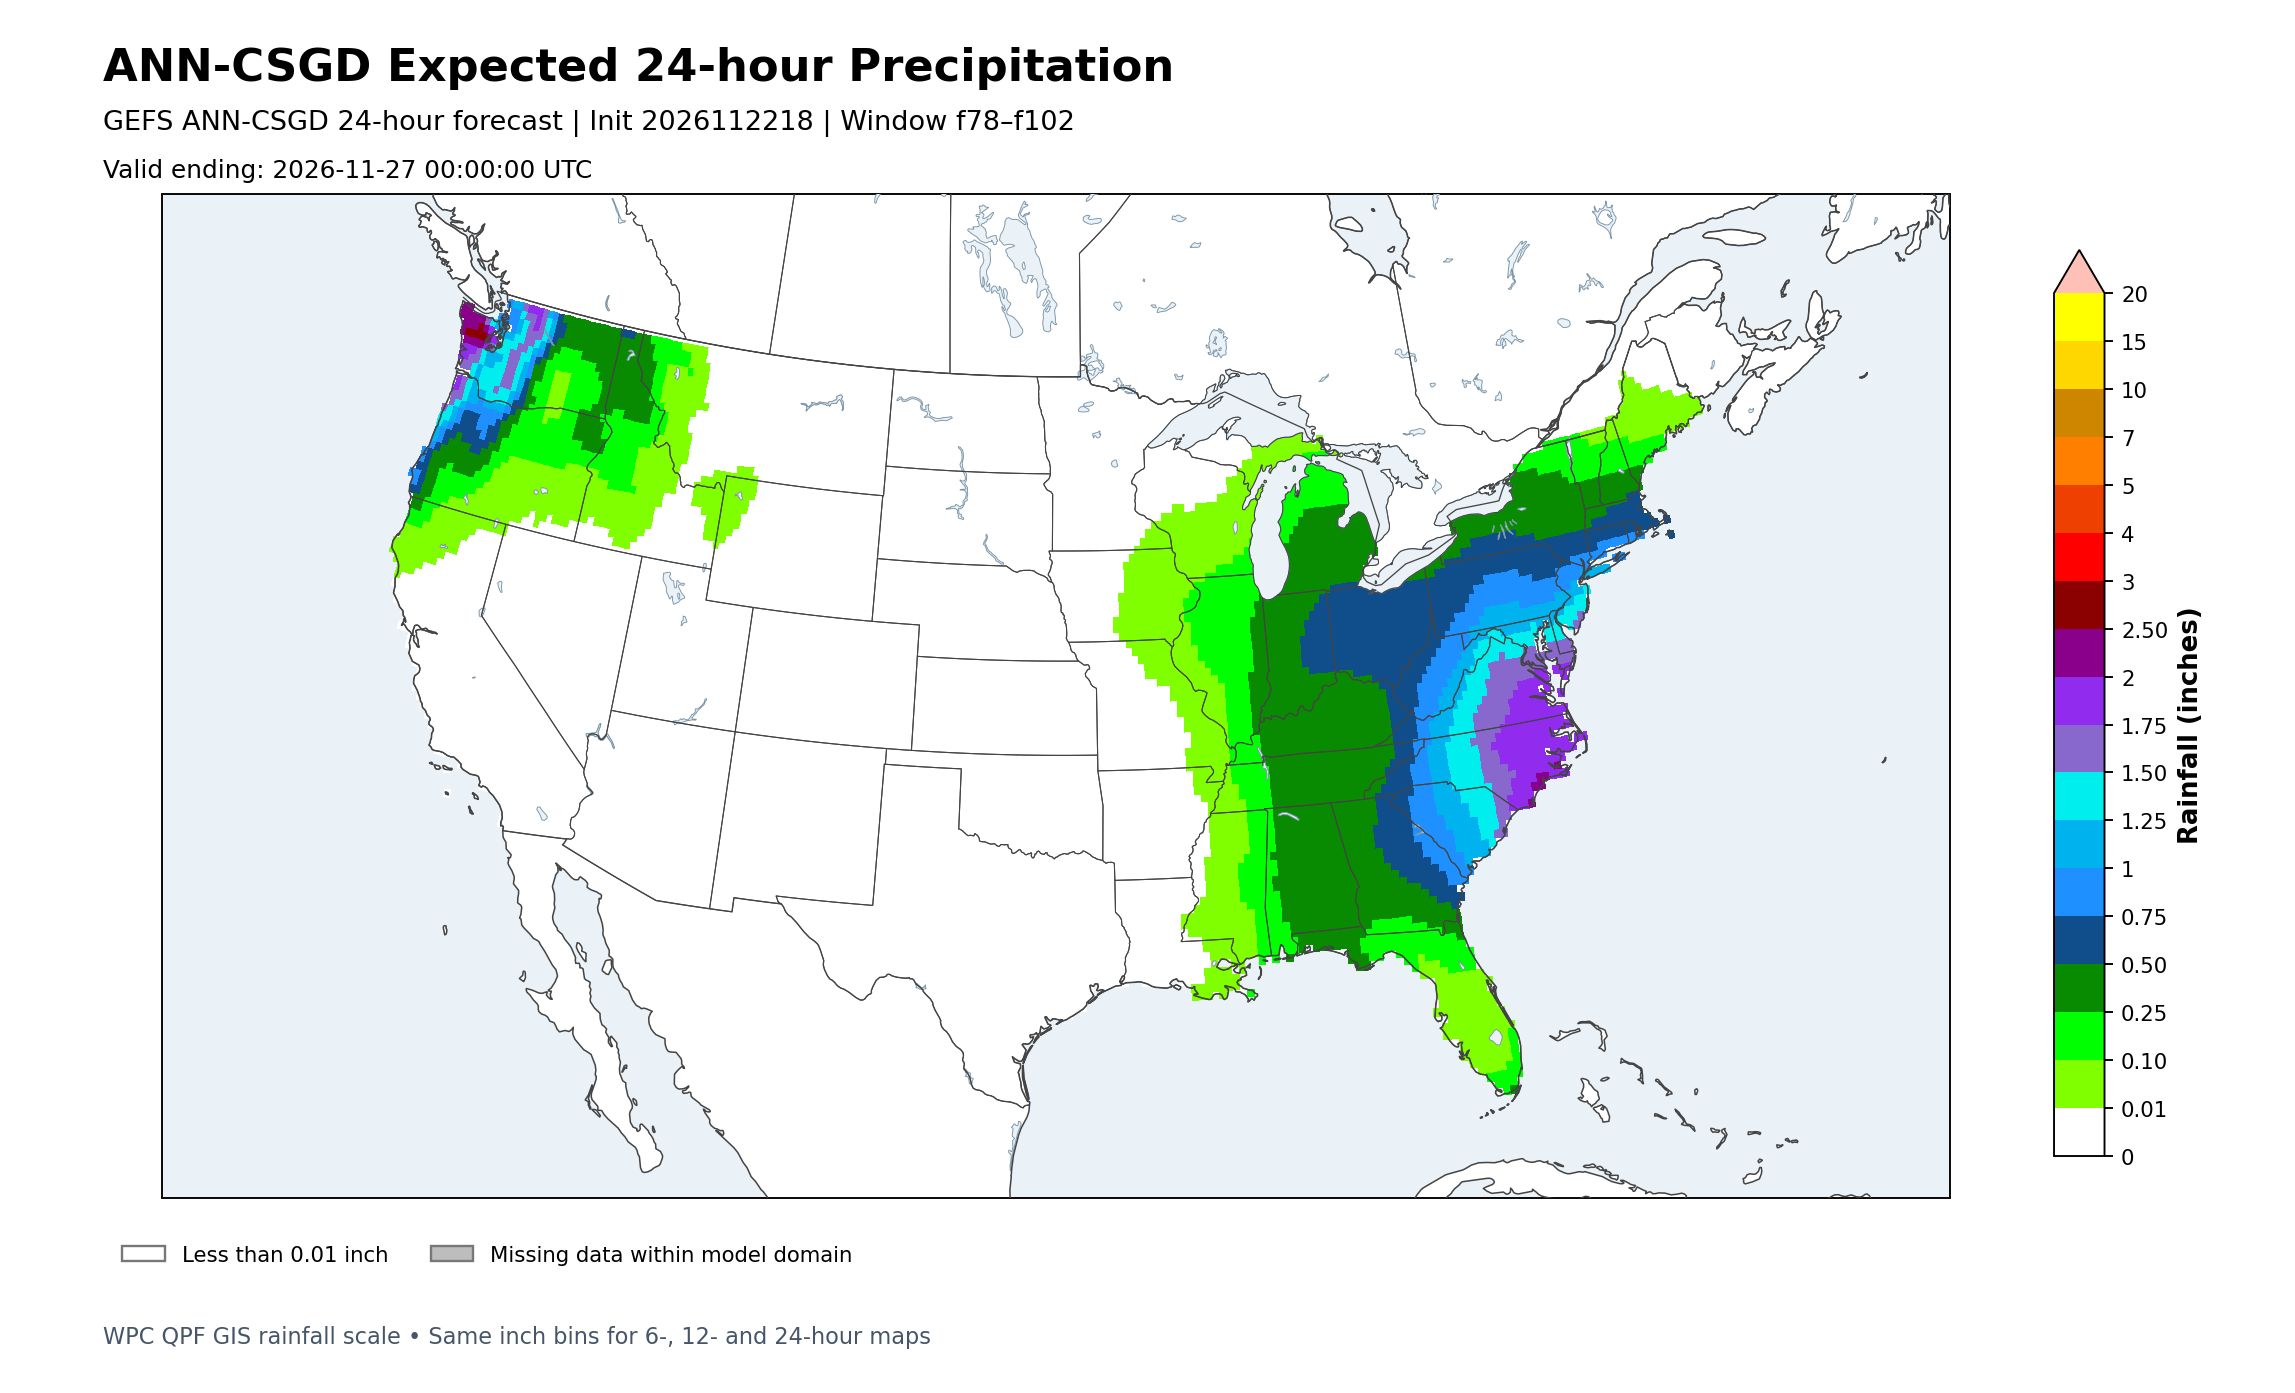 ANN-CSGD Expected 24-hour Precipitation
GEFS ANN-CSGD 24-hour forecast | Init 2026112218 | Window f78–f102
Valid ending: 2026-11-27 00:00:00 UTC
20
15
10
7
5
4
3
2.50
2
1.75
1.50
1.25
1
0.75
0.50
0.25
0.10
0.01
0
Rainfall (inches)
Less than 0.01 inch
Missing data within model domain
WPC QPF GIS rainfall scale • Same inch bins for 6-, 12- and 24-hour maps